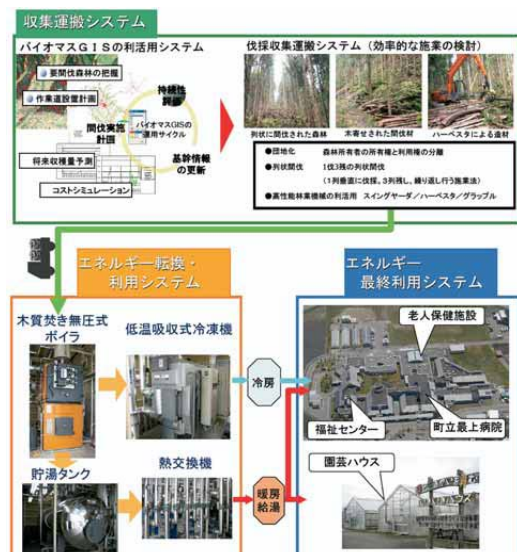 収集運搬システム
バイオマスGISの利活用システム
要間伐森林の把握
作業道設置計画
持続性
評価
バイオマスGISの
運用サイクル
間伐実施
計画
将来収穫量予測
基幹情報
の更新
コストシミュレーション
伐採収集運搬システム(効率的な施業の検討)
列状に間伐された森林
木寄せされた間伐材
ハーベスタによる造材
●団地化 森林所有者の所有権と利用権の分離
●列状間伐 1伐3残の列状間伐
(1列垂直に伐採、3列残し、繰り返し行う施業法)
●高性能林業機械の利活用 スイングヤーダ/ハーベスタ/グラップル
エネルギー転換・
利用システム
木質焚き無圧式
ボイラ
低温吸収式冷凍機
貯湯タンク
熱交換機
冷房
暖房
給湯
エネルギー
最終利用システム
老人保健施設
福祉センター
町立最上病院
園芸ハウス